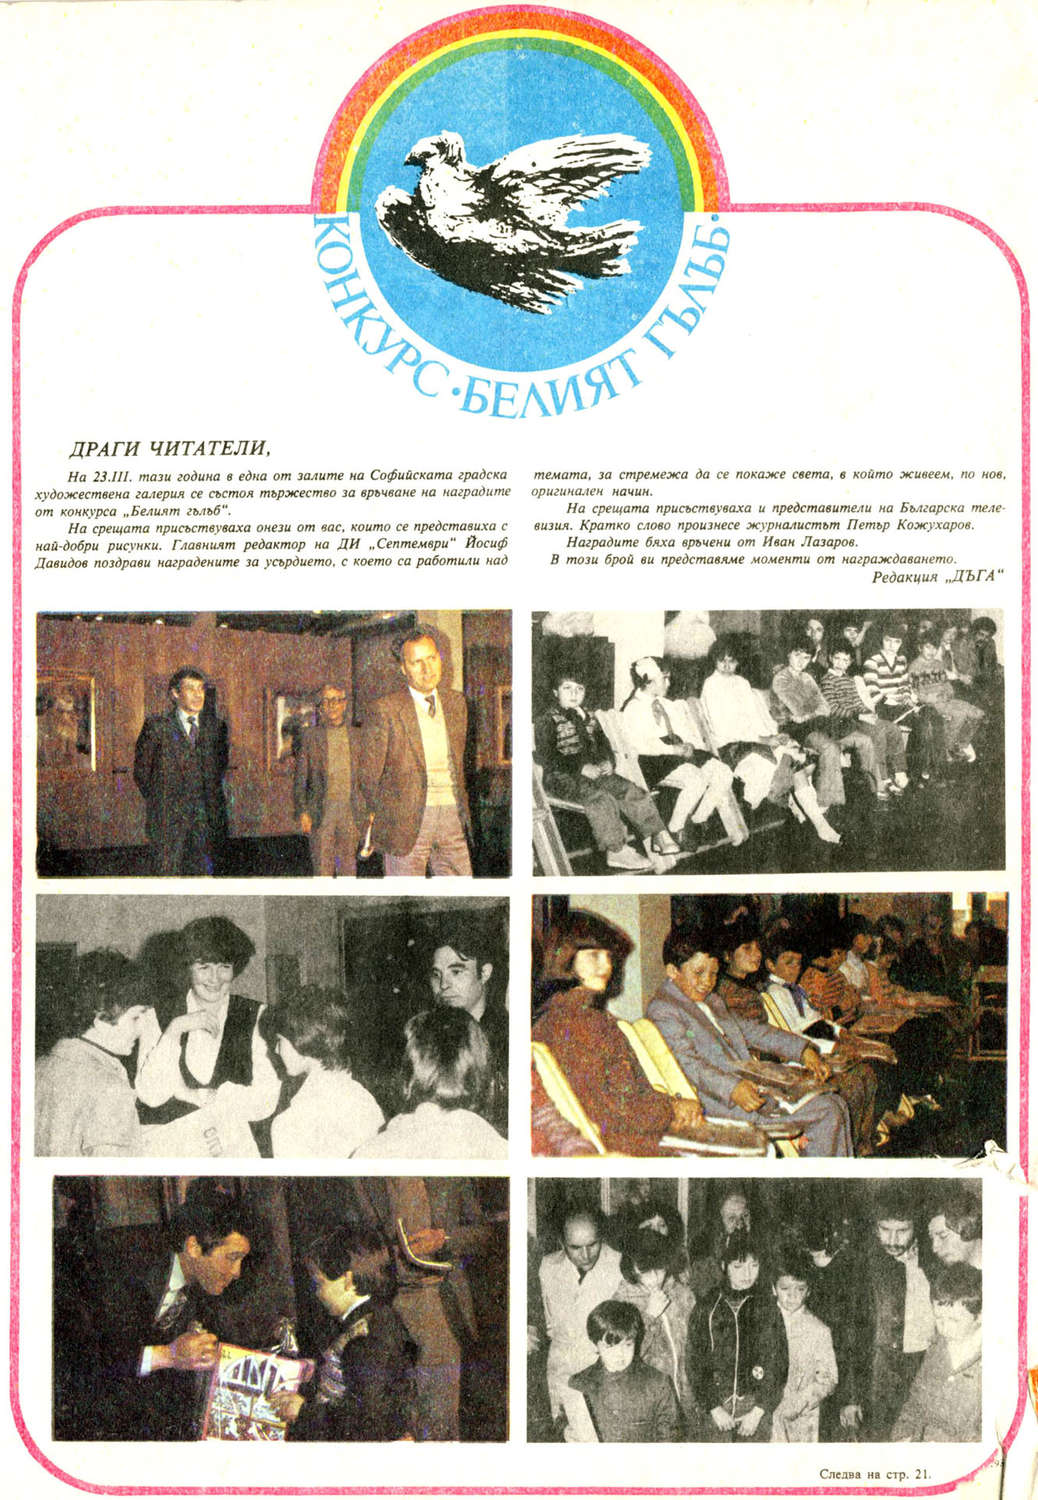 КОНКУРС · БЕЛИЯТ ГЪЛЪБ ·
ДРАГИ ЧИТАТЕЛИ,
На 23.III. тази година в една от залите на Софийската градска
художествена галерия се състоя тържество за връчване на наградите
от конкурса „Белият гълъб“.
На срещата присъствуваха онези от вас, които се представиха с
най-добри рисунки. Главният редактор на ДИ „Септември“ Йосиф
Давидов поздрави наградените за усърдието, с което са работили над
темата, за стремежа да се покаже света, в който живеем, по нов,
оригинален начин.
На срещата присъствуваха и представители на Българска теле-
визия. Кратко слово произнесе журналистът Петър Кожухаров.
Наградите бяха връчени от Иван Лазаров.
В този брой ви представяме моменти от награждаването.
Редакция „ДЪГА“
Следва на стр. 21.